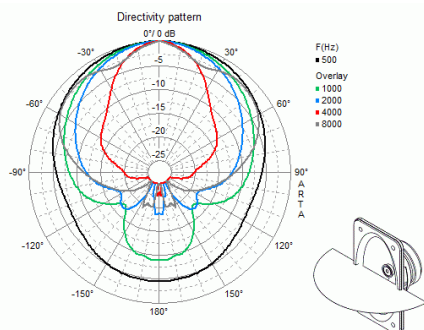 Directivity pattern
0°/ 0 dB
-30°
30°
-5
-10
-15
-20
-25
-60°
60°
-90°
90°
-120°
120°
-150°
150°
180°
A
R
T
A
F(Hz)
500
Overlay
1000
2000
4000
8000